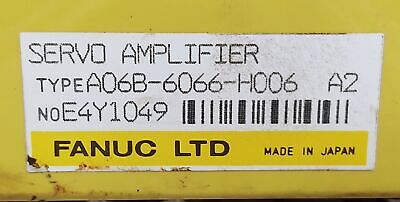 SERVO AMPLIFIER
TYPE A06B-6066-H006 A2
NO E4Y1049
FANUC LTD MADE IN JAPAN